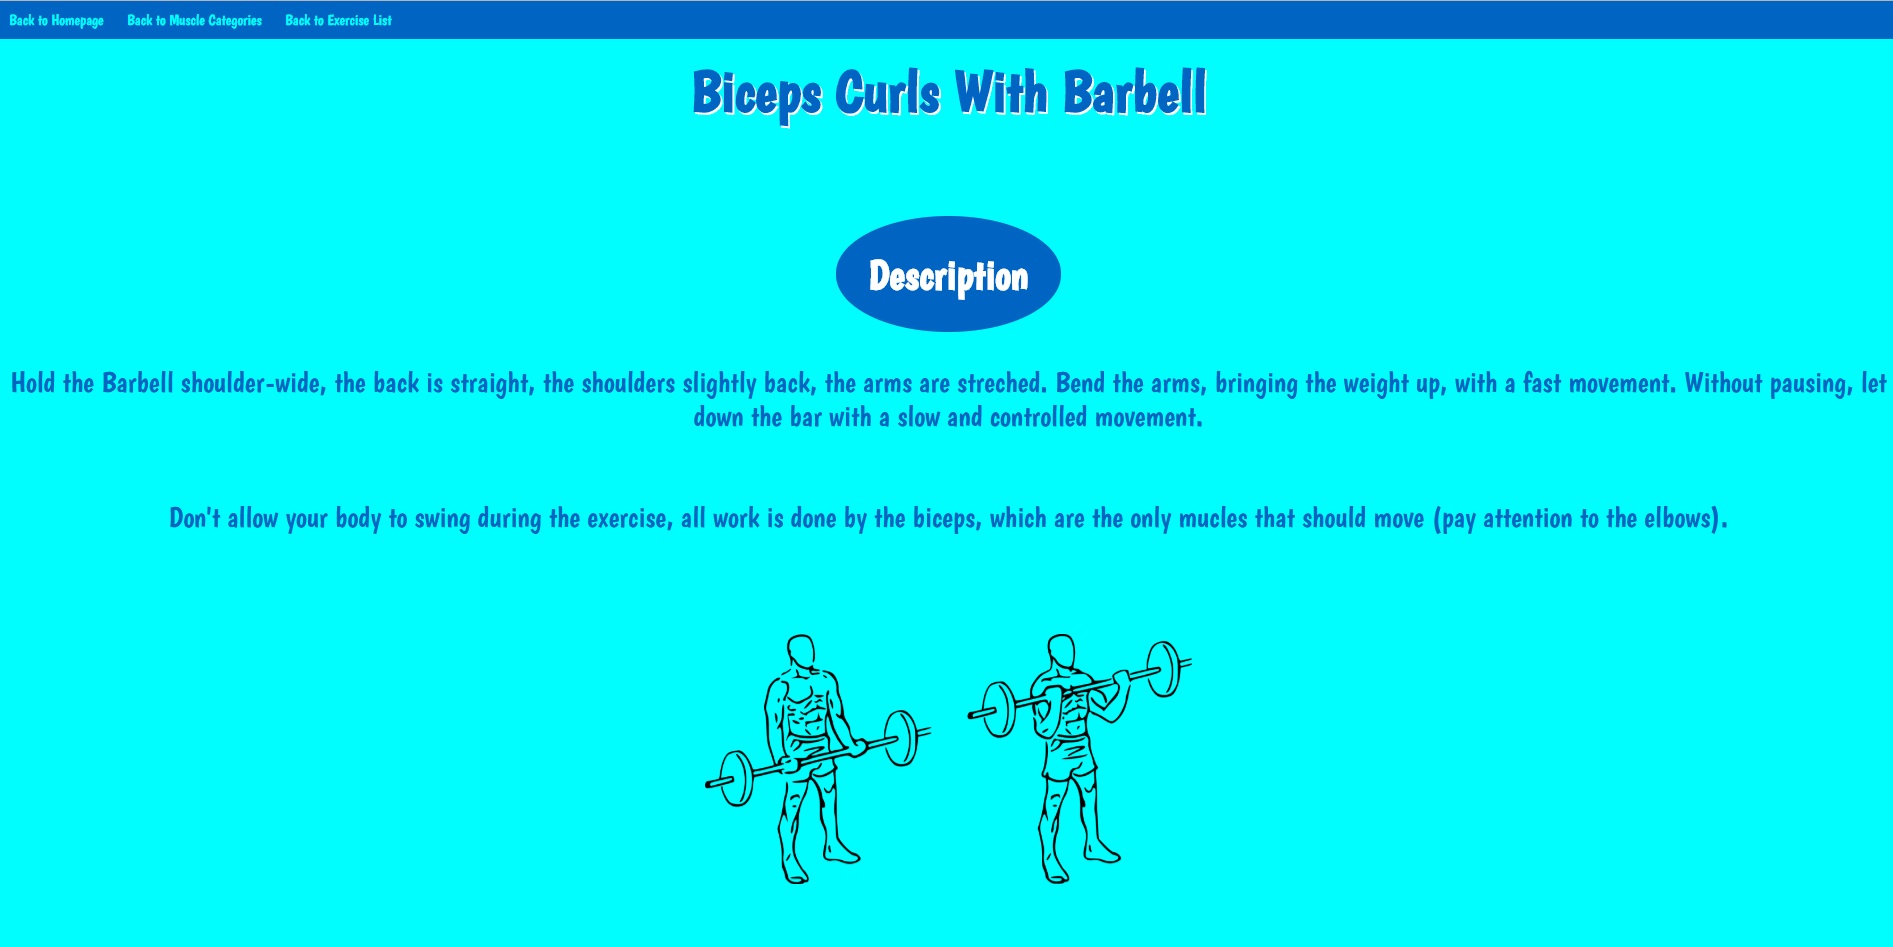 Back to Homepage Back to Muscle Categories Back to Exercise List
Biceps Curls With Barbell
Description
Hold the Barbell shoulder-wide, the back is straight, the shoulders slightly back, the arms are streched. Bend the arms, bringing the weight up, with a fast movement. Without pausing, let
down the bar with a slow and controlled movement.
Don't allow your body to swing during the exercise, all work is done by the biceps, which are the only mucles that should move (pay attention to the elbows).